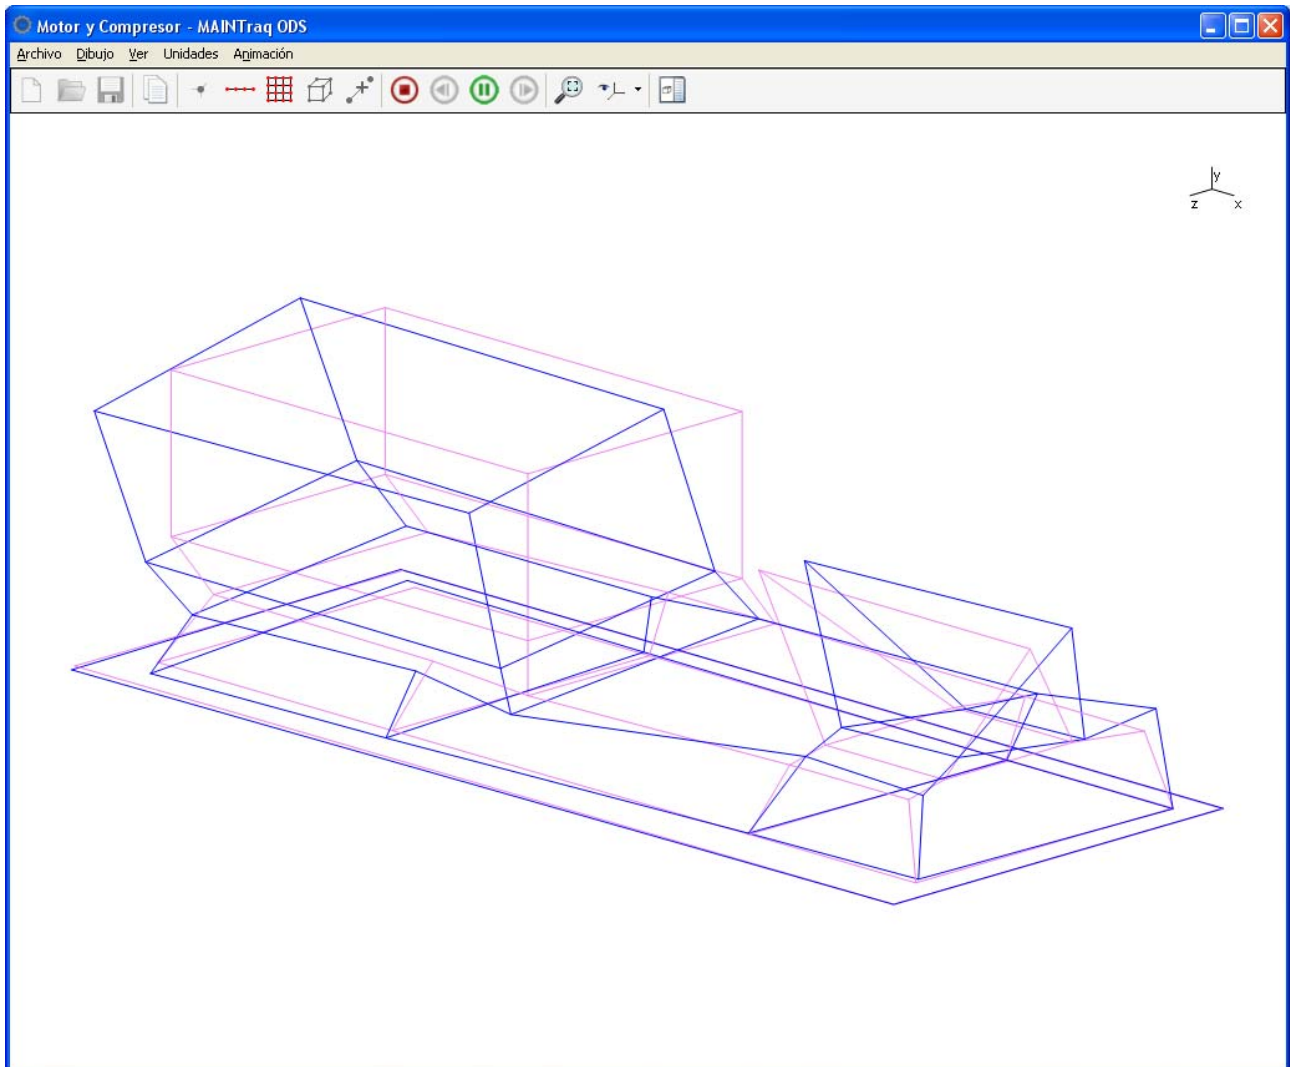 Motor y Compresor - MAINTraq ODS
Archivo Dibujo Ver Unidades Animación
y
z x